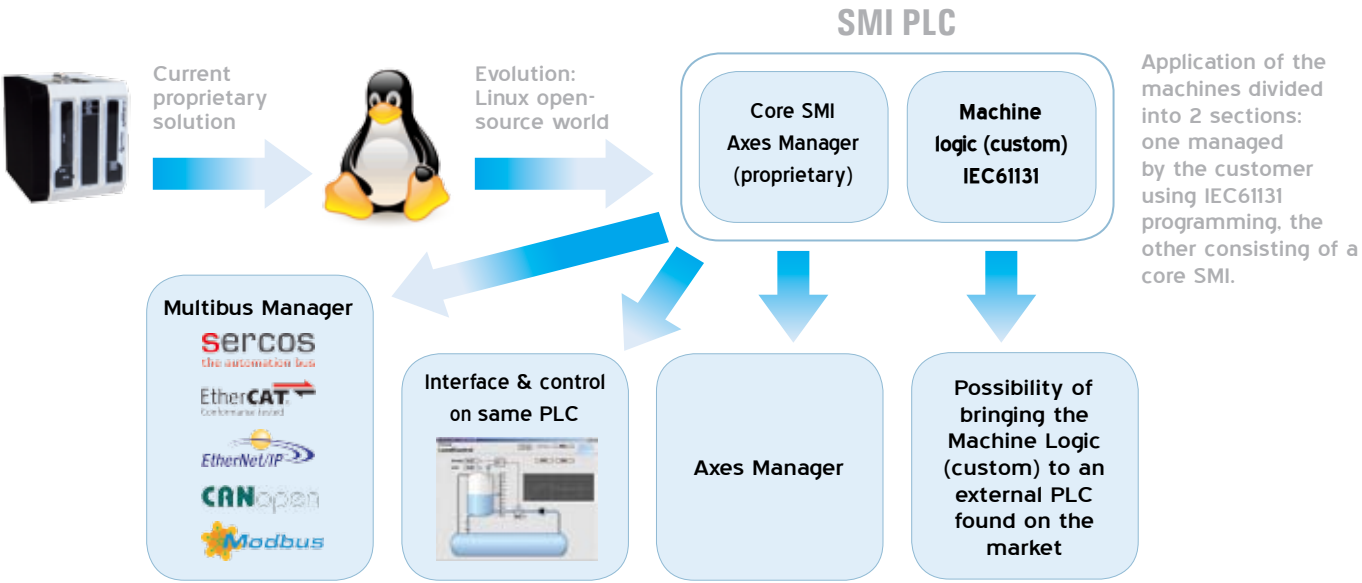 SMI PLC
Current
proprietary
solution
Evolution:
Linux open-
source world
Core SMI
Axes Manager
(proprietary)
Machine
logic (custom)
IEC61131
Application of the
machines divided
into 2 sections:
one managed
by the customer
using IEC61131
programming, the
other consisting of a
core SMI.
Multibus Manager
sercos
the automation bus
EtherCAT
Conformance tested
EtherNet/IP
CANopen
Modbus
Interface & control
on same PLC
Axes Manager
Possibility of
bringing the
Machine Logic
(custom) to an
external PLC
found on the
market